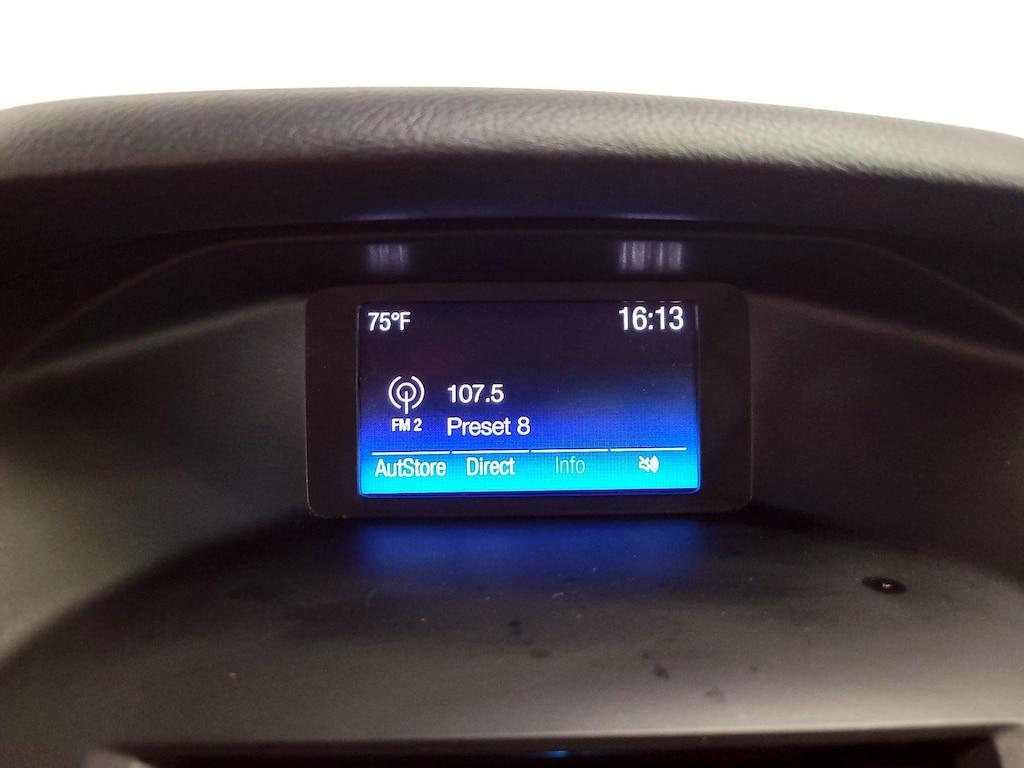 75°F 16:13
107.5
FM 2 Preset 8
AutStore Direct Info